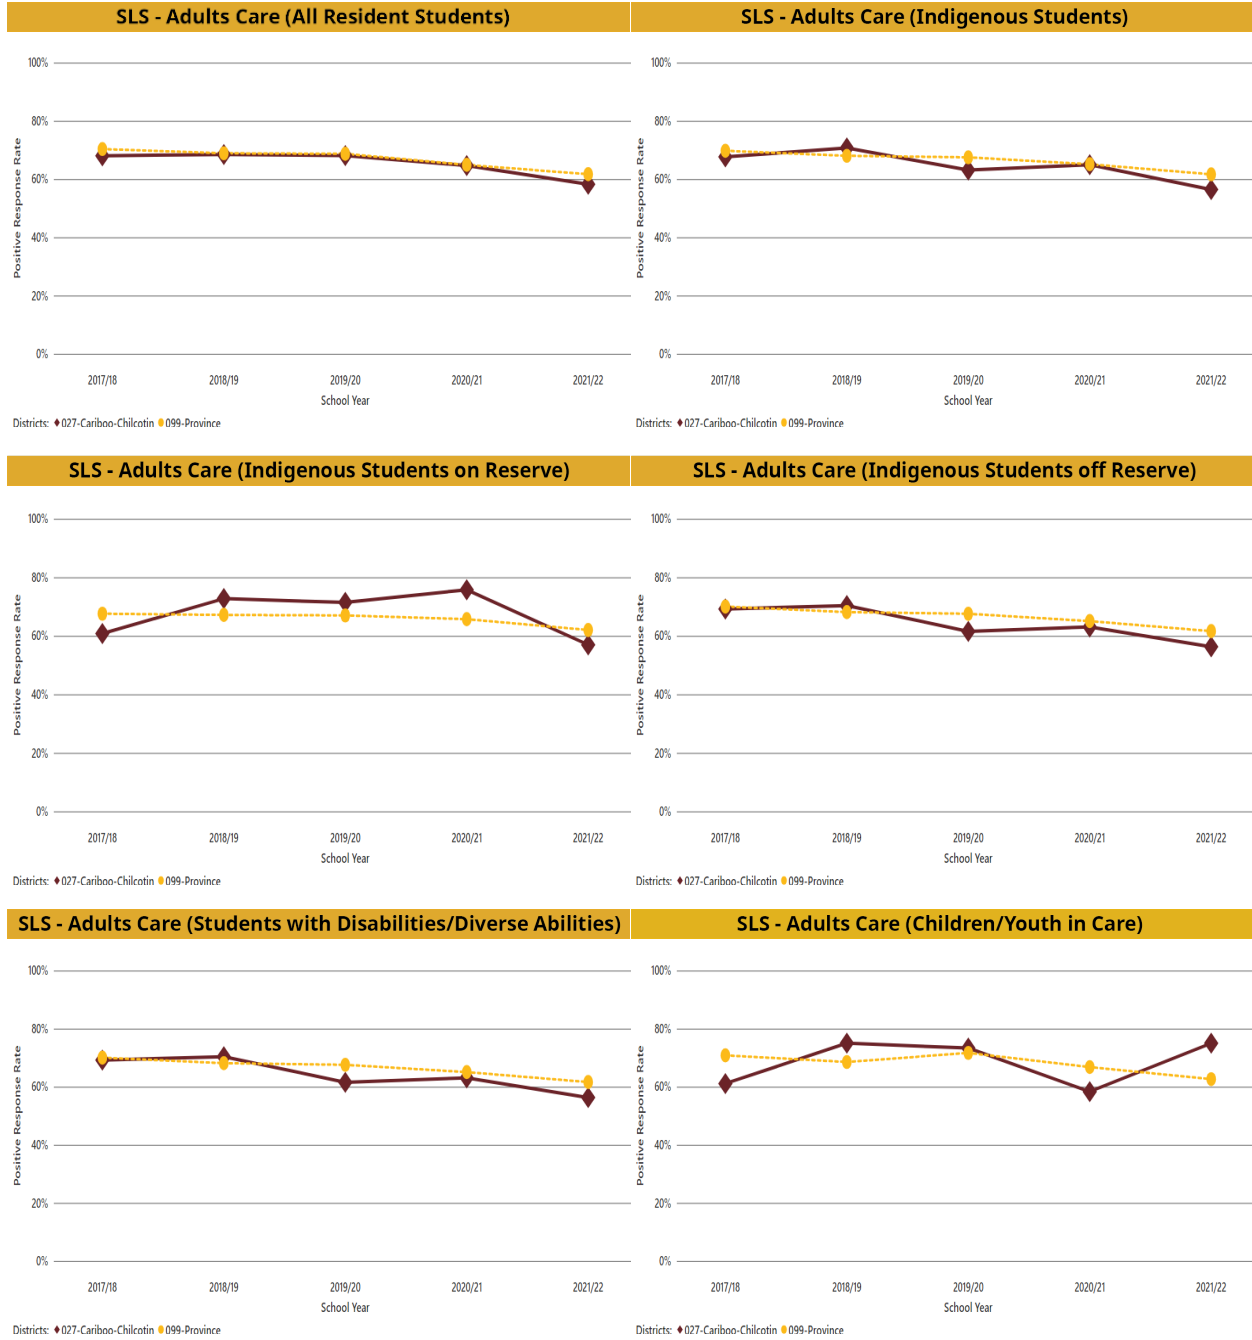 SLS - Adults Care (All Resident Students)
100%
80%
60%
40%
20%
0%
Positive Response Rate
2017/18 2018/19 2019/20 2020/21 2021/22
School Year
Districts: 027-Cariboo-Chilcotin 099-Province
SLS - Adults Care (Indigenous Students)
100%
80%
60%
40%
20%
0%
Positive Response Rate
2017/18 2018/19 2019/20 2020/21 2021/22
School Year
Districts: 027-Cariboo-Chilcotin 099-Province
SLS - Adults Care (Indigenous Students on Reserve)
100%
80%
60%
40%
20%
0%
Positive Response Rate
2017/18 2018/19 2019/20 2020/21 2021/22
School Year
Districts: 027-Cariboo-Chilcotin 099-Province
SLS - Adults Care (Indigenous Students off Reserve)
100%
80%
60%
40%
20%
0%
Positive Response Rate
2017/18 2018/19 2019/20 2020/21 2021/22
School Year
Districts: 027-Cariboo-Chilcotin 099-Province
SLS - Adults Care (Students with Disabilities/Diverse Abilities)
100%
80%
60%
40%
20%
0%
Positive Response Rate
2017/18 2018/19 2019/20 2020/21 2021/22
School Year
Districts: 027-Cariboo-Chilcotin 099-Province
SLS - Adults Care (Children/Youth in Care)
100%
80%
60%
40%
20%
0%
Positive Response Rate
2017/18 2018/19 2019/20 2020/21 2021/22
School Year
Districts: 027-Cariboo-Chilcotin 099-Province